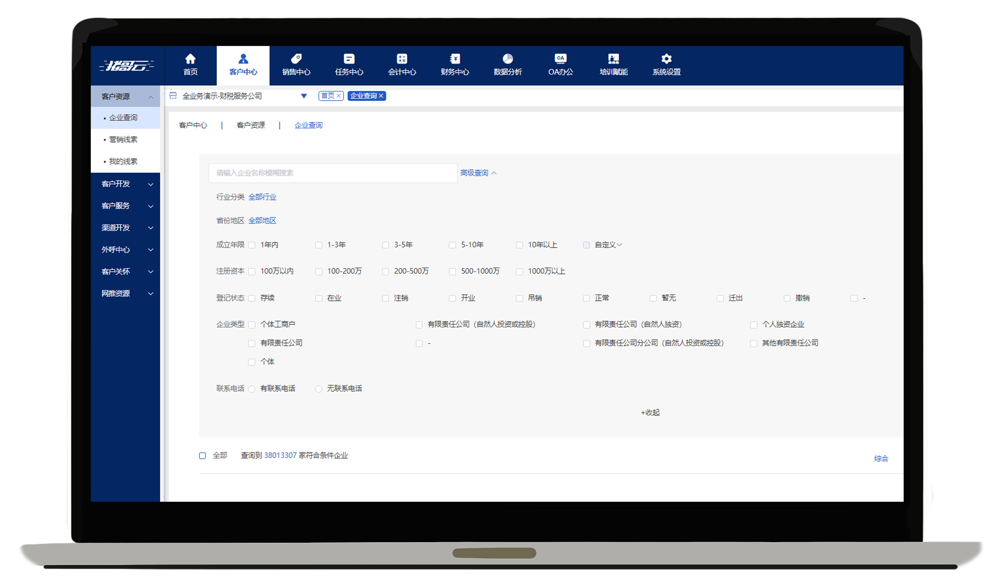 猪哥云
首页 客户中心 销售中心 任务中心 会计中心 财务中心 数据分析 OA办公 培训赋能 系统设置
客户资源
• 企业查询
• 营销线索
• 我的线索
客户开发
客户服务
渠道开发
外呼中心
客户关怀
网推资源
全业务演示-财税服务公司 首页 × 企业查询 ×
客户中心 | 客户资源 | 企业查询
请输入企业名称模糊搜索 高级查询
行业分类 全部行业
省份地区 全部地区
成立年限 1年内 1-3年 3-5年 5-10年 10年以上 自定义
注册资本 100万以内 100-200万 200-500万 500-1000万 1000万以上
登记状态 存续 在业 注销 开业 吊销 正常 暂无 迁出 撤销 -
企业类型 个体工商户 有限责任公司（自然人投资或控股） 有限责任公司（自然人独资） 个人独资企业
有限责任公司 - 有限责任公司分公司（自然人投资或控股） 其他有限责任公司
个体
联系电话 有联系电话 无联系电话
+收起
全部 查询到 38013307 家符合条件企业
综合